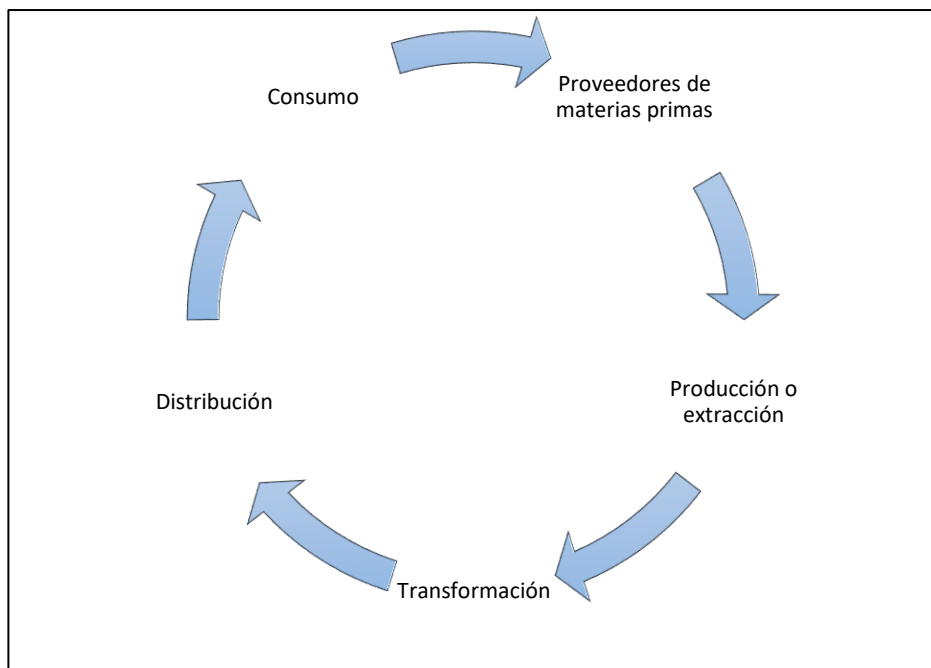 Consumo
Proveedores de
materias primas
Producción o
extracción
Distribución
Transformación